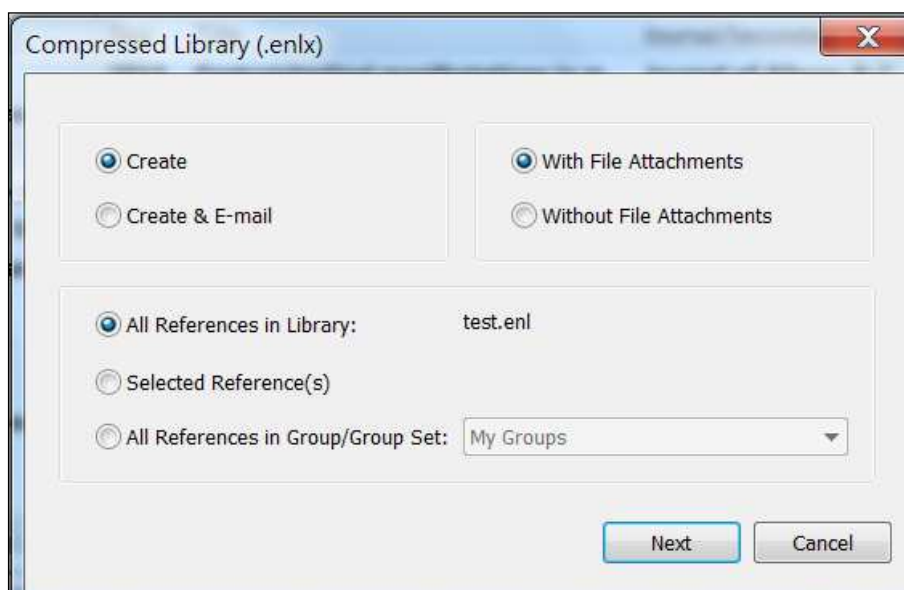 Compressed Library (.enlx)
Create
With File Attachments
Create & E-mail
Without File Attachments
All References in Library:
test.enl
Selected Reference(s)
All References in Group/Group Set:
My Groups
Next
Cancel